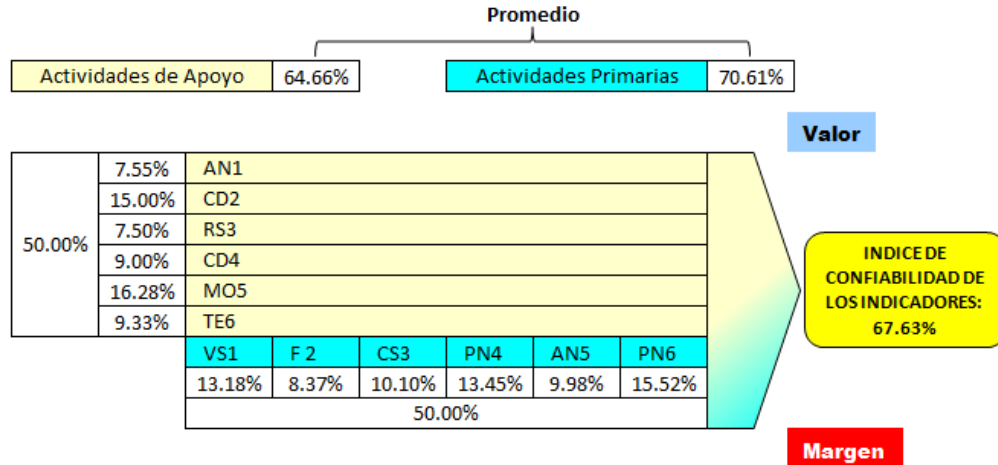 Promedio
Actividades de Apoyo 64.66% Actividades Primarias 70.61%
Valor
50.00%
7.55% AN1
15.00% CD2
7.50% RS3
9.00% CD4
16.28% MO5
9.33% TE6
INDICE DE
CONFIABILIDAD DE
LOS INDICADORES:
67.63%
VS1 F 2 CS3 PN4 AN5 PN6
13.18% 8.37% 10.10% 13.45% 9.98% 15.52%
50.00%
Margen